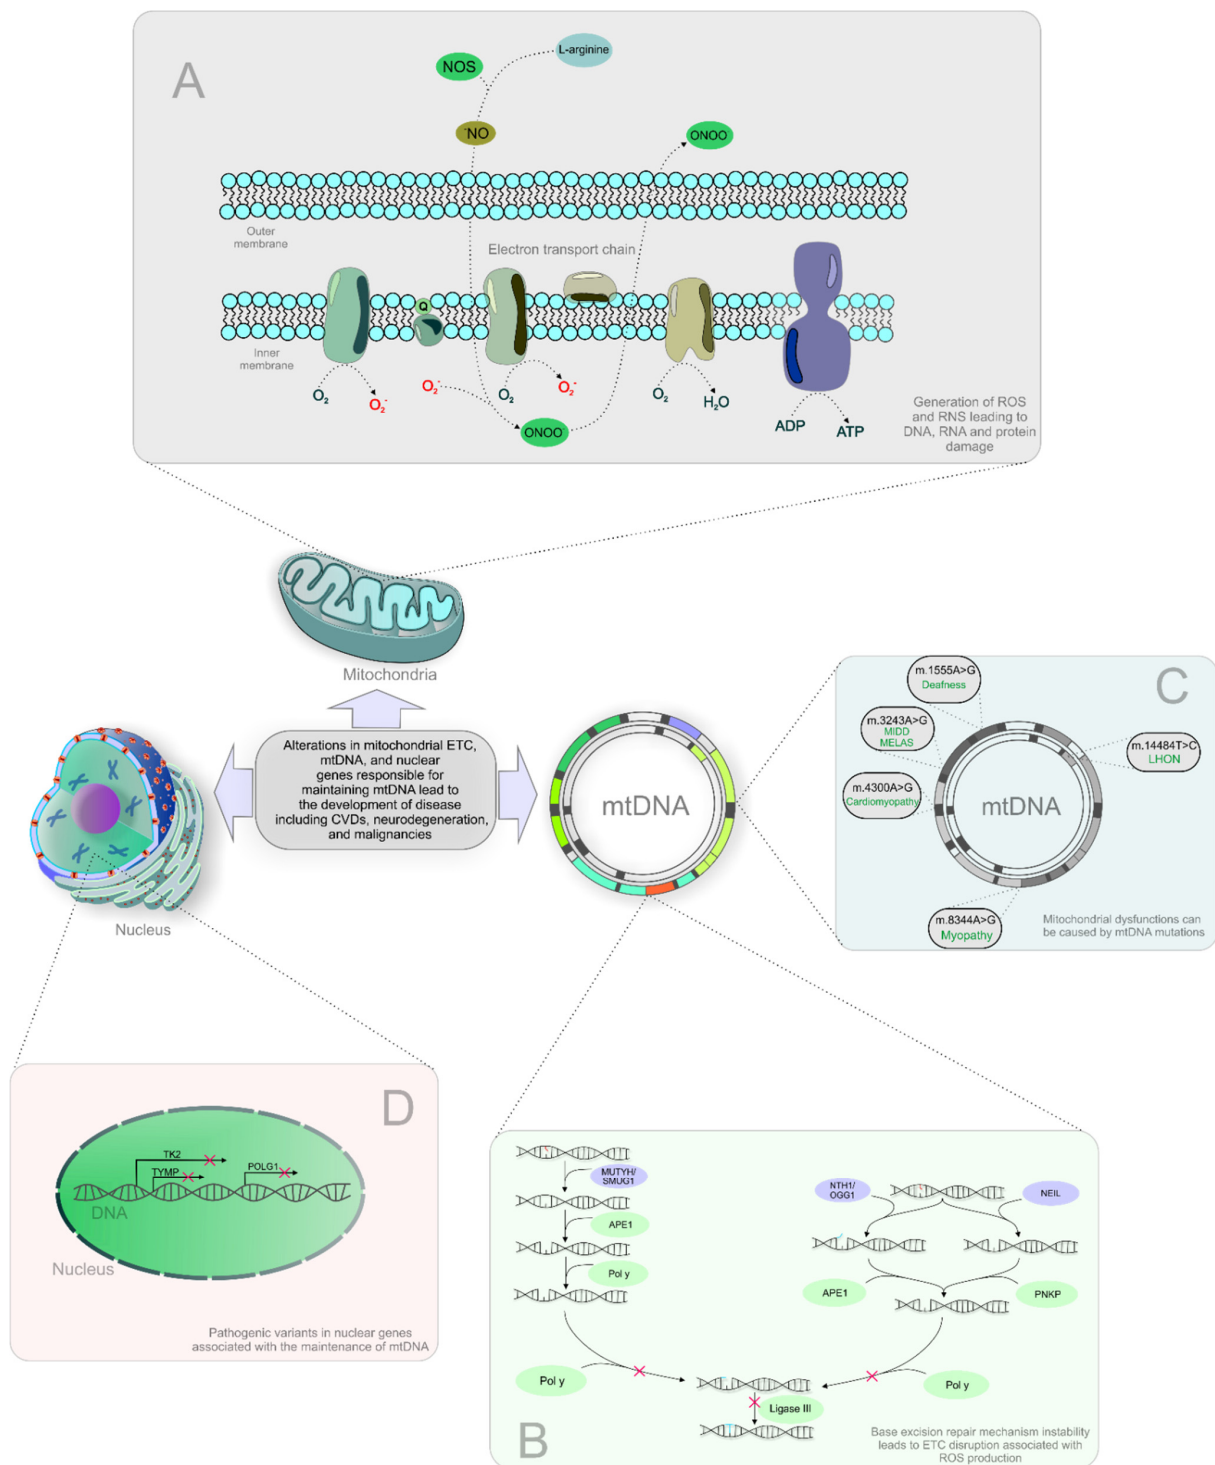 A
L-arginine
NOS
·NO
ONOO
Outer
membrane
Electron transport chain
Q
Inner
membrane
O₂
O₂⁻
O₂⁻
O₂
O₂⁻
O₂
H₂O
ONOO⁻
ADP
ATP
Generation of ROS
and RNS leading to
DNA, RNA and protein
damage
Mitochondria
Alterations in mitochondrial ETC,
mtDNA, and nuclear
genes responsible for
maintaining mtDNA lead to
the development of disease
including CVDs, neurodegeneration,
and malignancies
Nucleus
mtDNA
C
m.1555A>G
Deafness
m.3243A>G
MIDD
MELAS
m.14484T>C
LHON
m.4300A>G
Cardiomyopathy
mtDNA
m.8344A>G
Myopathy
Mitochondrial dysfunctions can
be caused by mtDNA mutations
D
TK2
TYMP
POLG1
DNA
Nucleus
Pathogenic variants in nuclear genes
associated with the maintenance of mtDNA
MUTYH/
SMUG1
APE1
Pol y
NTH1/
OGG1
NEIL
APE1
PNKP
Pol y
Pol y
Ligase III
B
Base excision repair mechanism instability
leads to ETC disruption associated with
ROS production